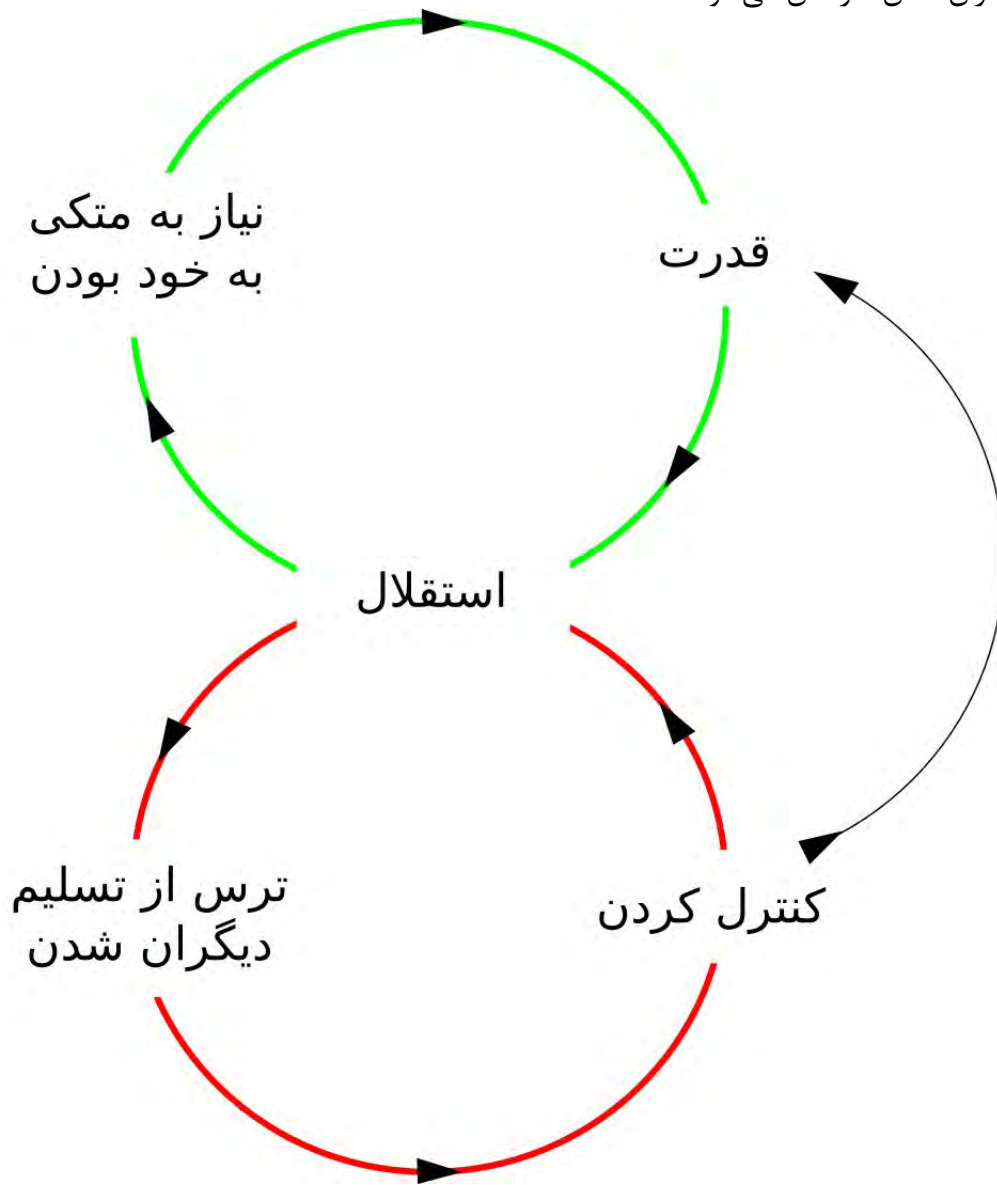 نیاز به متکی
به خود بودن
قدرت
استقلال
ترس از تسلیم
دیگران شدن
کنترل کردن